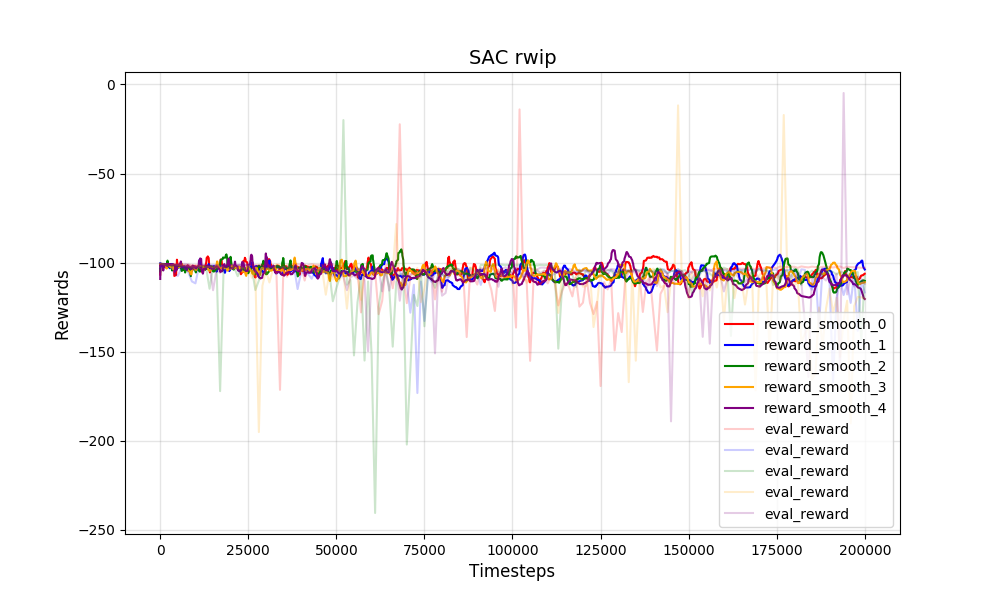 SAC rwip
Rewards
0
−50
−100
−150
−200
−250
0
25000
50000
75000
100000
125000
150000
175000
200000
Timesteps
reward_smooth_0
reward_smooth_1
reward_smooth_2
reward_smooth_3
reward_smooth_4
eval_reward
eval_reward
eval_reward
eval_reward
eval_reward